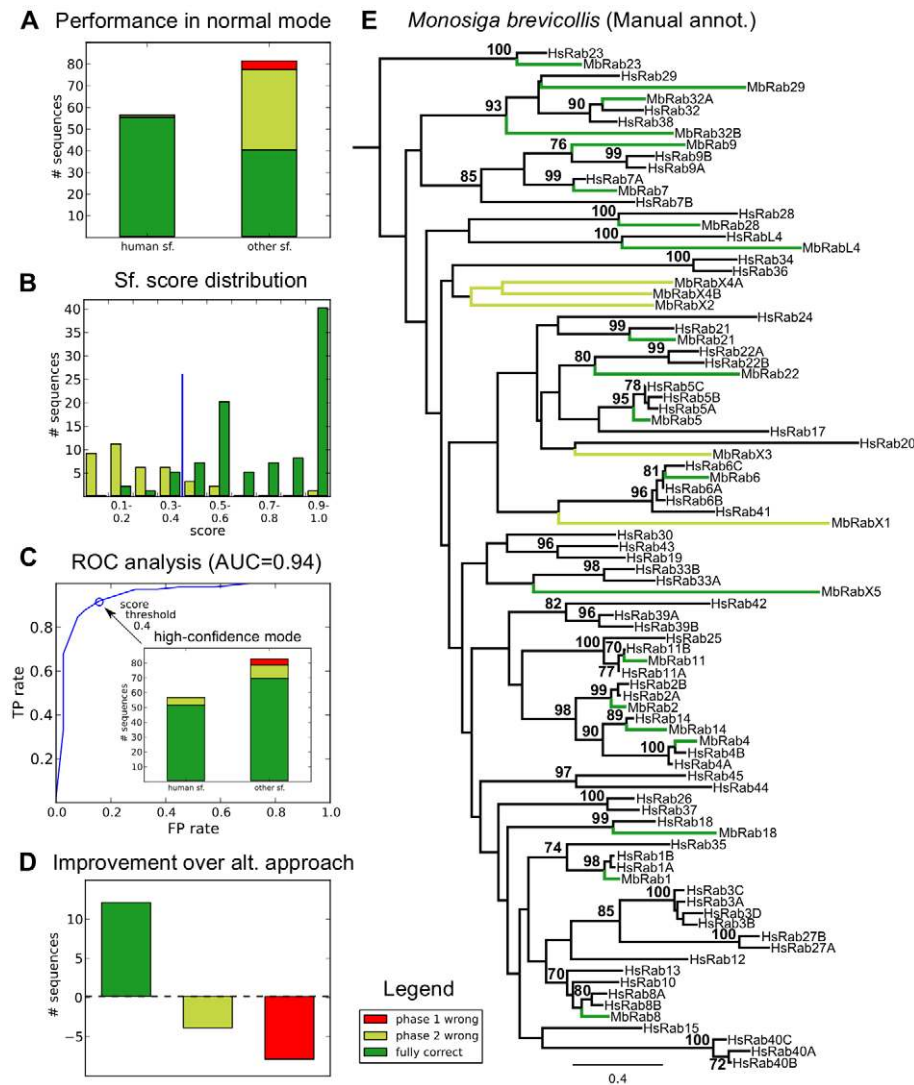 A Performance in normal mode
# sequences
80
70
60
50
40
30
20
10
human sf.
other sf.
B Sf. score distribution
# sequences
40
35
30
25
20
15
10
5
0.1-
0.2
0.3-
0.4
0.5-
0.6
0.7-
0.8
0.9-
1.0
score
C ROC analysis (AUC=0.94)
TP rate
0.8
0.6
0.4
0.2
0.0
0.2
0.4
0.6
0.8
1.0
FP rate
score
threshold
0.4
high-confidence mode
# sequences
80
70
60
50
40
30
20
10
human sf.
other sf.
D Improvement over alt. approach
# sequences
10
5
0
−5
Legend
phase 1 wrong
phase 2 wrong
fully correct
E Monosiga brevicollis (Manual annot.)
100
HsRab23
MbRab23
HsRab29
MbRab29
93
MbRab32A
90
HsRab32
HsRab38
MbRab32B
76
MbRab9
99
HsRab9B
HsRab9A
85
99
HsRab7A
MbRab7
HsRab7B
100
HsRab28
MbRab28
100
HsRabL4
MbRabL4
100
HsRab34
HsRab36
MbRabX4A
MbRabX4B
MbRabX2
HsRab24
99
HsRab21
MbRab21
99
HsRab22A
80
HsRab22B
MbRab22
78
HsRab5C
HsRab5B
95
HsRab5A
MbRab5
HsRab17
HsRab20
MbRabX3
81
HsRab6C
MbRab6
96
HsRab6A
HsRab6B
HsRab41
MbRabX1
HsRab30
96
HsRab43
HsRab19
98
HsRab33B
HsRab33A
MbRabX5
82
HsRab42
96
HsRab39A
HsRab39B
100
HsRab25
70
HsRab11B
MbRab11
77
HsRab11A
99
HsRab2B
HsRab2A
98
MbRab2
89
HsRab14
90
MbRab14
MbRab4
100
HsRab4B
HsRab4A
97
HsRab45
HsRab44
100
HsRab26
HsRab37
99
HsRab18
MbRab18
74
HsRab35
98
HsRab1B
HsRab1A
MbRab1
100
HsRab3C
HsRab3A
85
HsRab3D
HsRab3B
100
HsRab27B
HsRab27A
HsRab12
70
HsRab13
HsRab10
80
HsRab8A
HsRab8B
MbRab8
HsRab15
100
HsRab40C
HsRab40A
72
HsRab40B
0.4